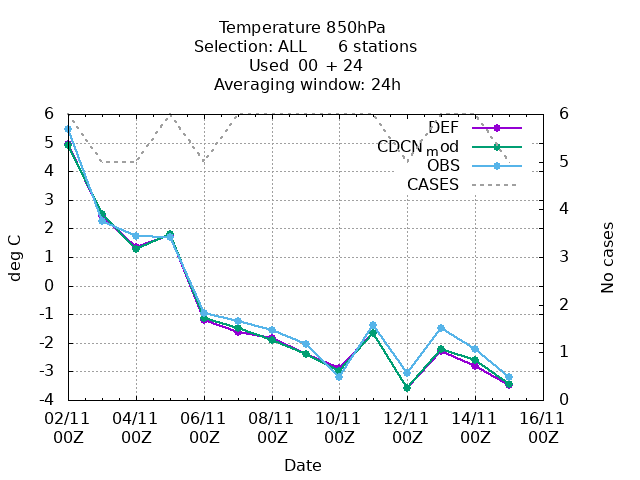 Temperature 850hPa
Selection: ALL 6 stations
Used 00 + 24
Averaging window: 24h
deg C
6
5
4
3
2
1
0
-1
-2
-3
-4
DEF
CDCN mod
OBS
CASES
6
5
4
3
2
1
0
No cases
02/11 04/11 06/11 08/11 10/11 12/11 14/11 16/11
00Z 00Z 00Z 00Z 00Z 00Z 00Z 00Z
Date